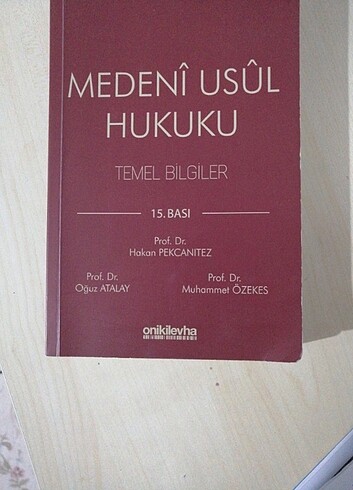 MEDENÎ USÛL
HUKUKU
TEMEL BİLGİLER
15. BASI
Prof. Dr.
Hakan PEKCANITEZ
Prof. Dr.
Oğuz ATALAY
Prof. Dr.
Muhammet ÖZEKES
onikilevha